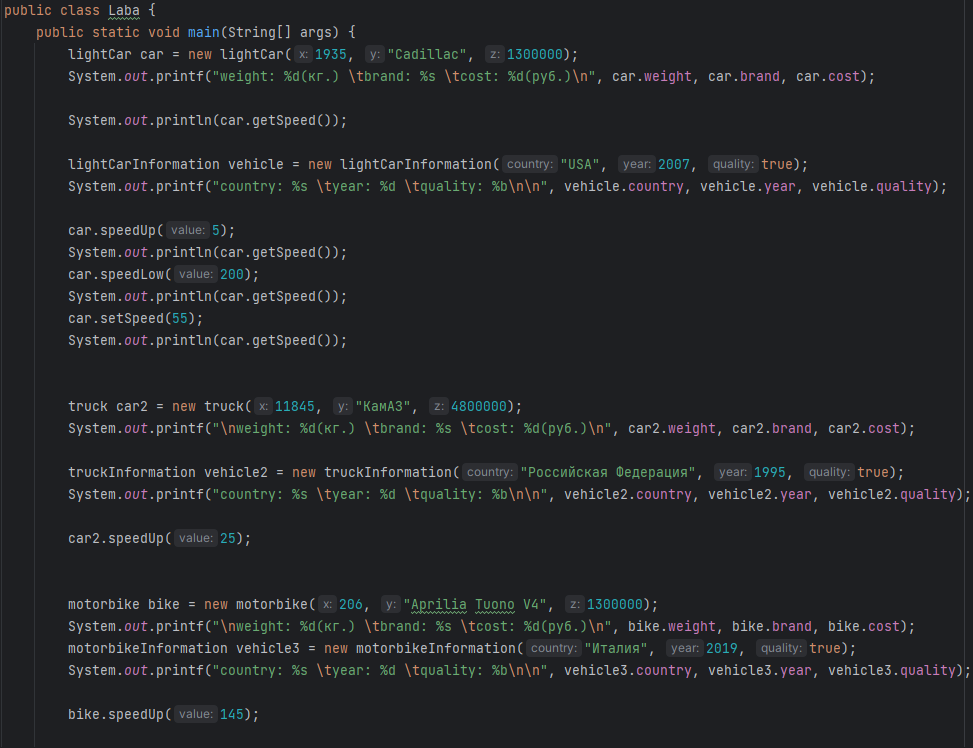 public class Laba {
public static void main(String[] args) {
lightCar car = new lightCar( x: 1935, y: "Cadillac", z: 1300000);
System.out.printf("weight: %d(кг.) \tbrand: %s \tcost: %d(руб.)\n", car.weight, car.brand, car.cost);
System.out.println(car.getSpeed());
lightCarInformation vehicle = new lightCarInformation( country: "USA", year: 2007, quality: true);
System.out.printf("country: %s \tyear: %d \tquality: %b\n\n", vehicle.country, vehicle.year, vehicle.quality);
car.speedUp( value: 5);
System.out.println(car.getSpeed());
car.speedLow( value: 200);
System.out.println(car.getSpeed());
car.setSpeed(55);
System.out.println(car.getSpeed());
truck car2 = new truck( x: 11845, y: "КамАЗ", z: 4800000);
System.out.printf("\nweight: %d(кг.) \tbrand: %s \tcost: %d(руб.)\n", car2.weight, car2.brand, car2.cost);
truckInformation vehicle2 = new truckInformation( country: "Российская Федерация", year: 1995, quality: true);
System.out.printf("country: %s \tyear: %d \tquality: %b\n\n", vehicle2.country, vehicle2.year, vehicle2.quality);
car2.speedUp( value: 25);
motorbike bike = new motorbike( x: 206, y: "Aprilia Tuono V4", z: 1300000);
System.out.printf("\nweight: %d(кг.) \tbrand: %s \tcost: %d(руб.)\n", bike.weight, bike.brand, bike.cost);
motorbikeInformation vehicle3 = new motorbikeInformation( country: "Италия", year: 2019, quality: true);
System.out.printf("country: %s \tyear: %d \tquality: %b\n\n", vehicle3.country, vehicle3.year, vehicle3.quality);
bike.speedUp( value: 145);